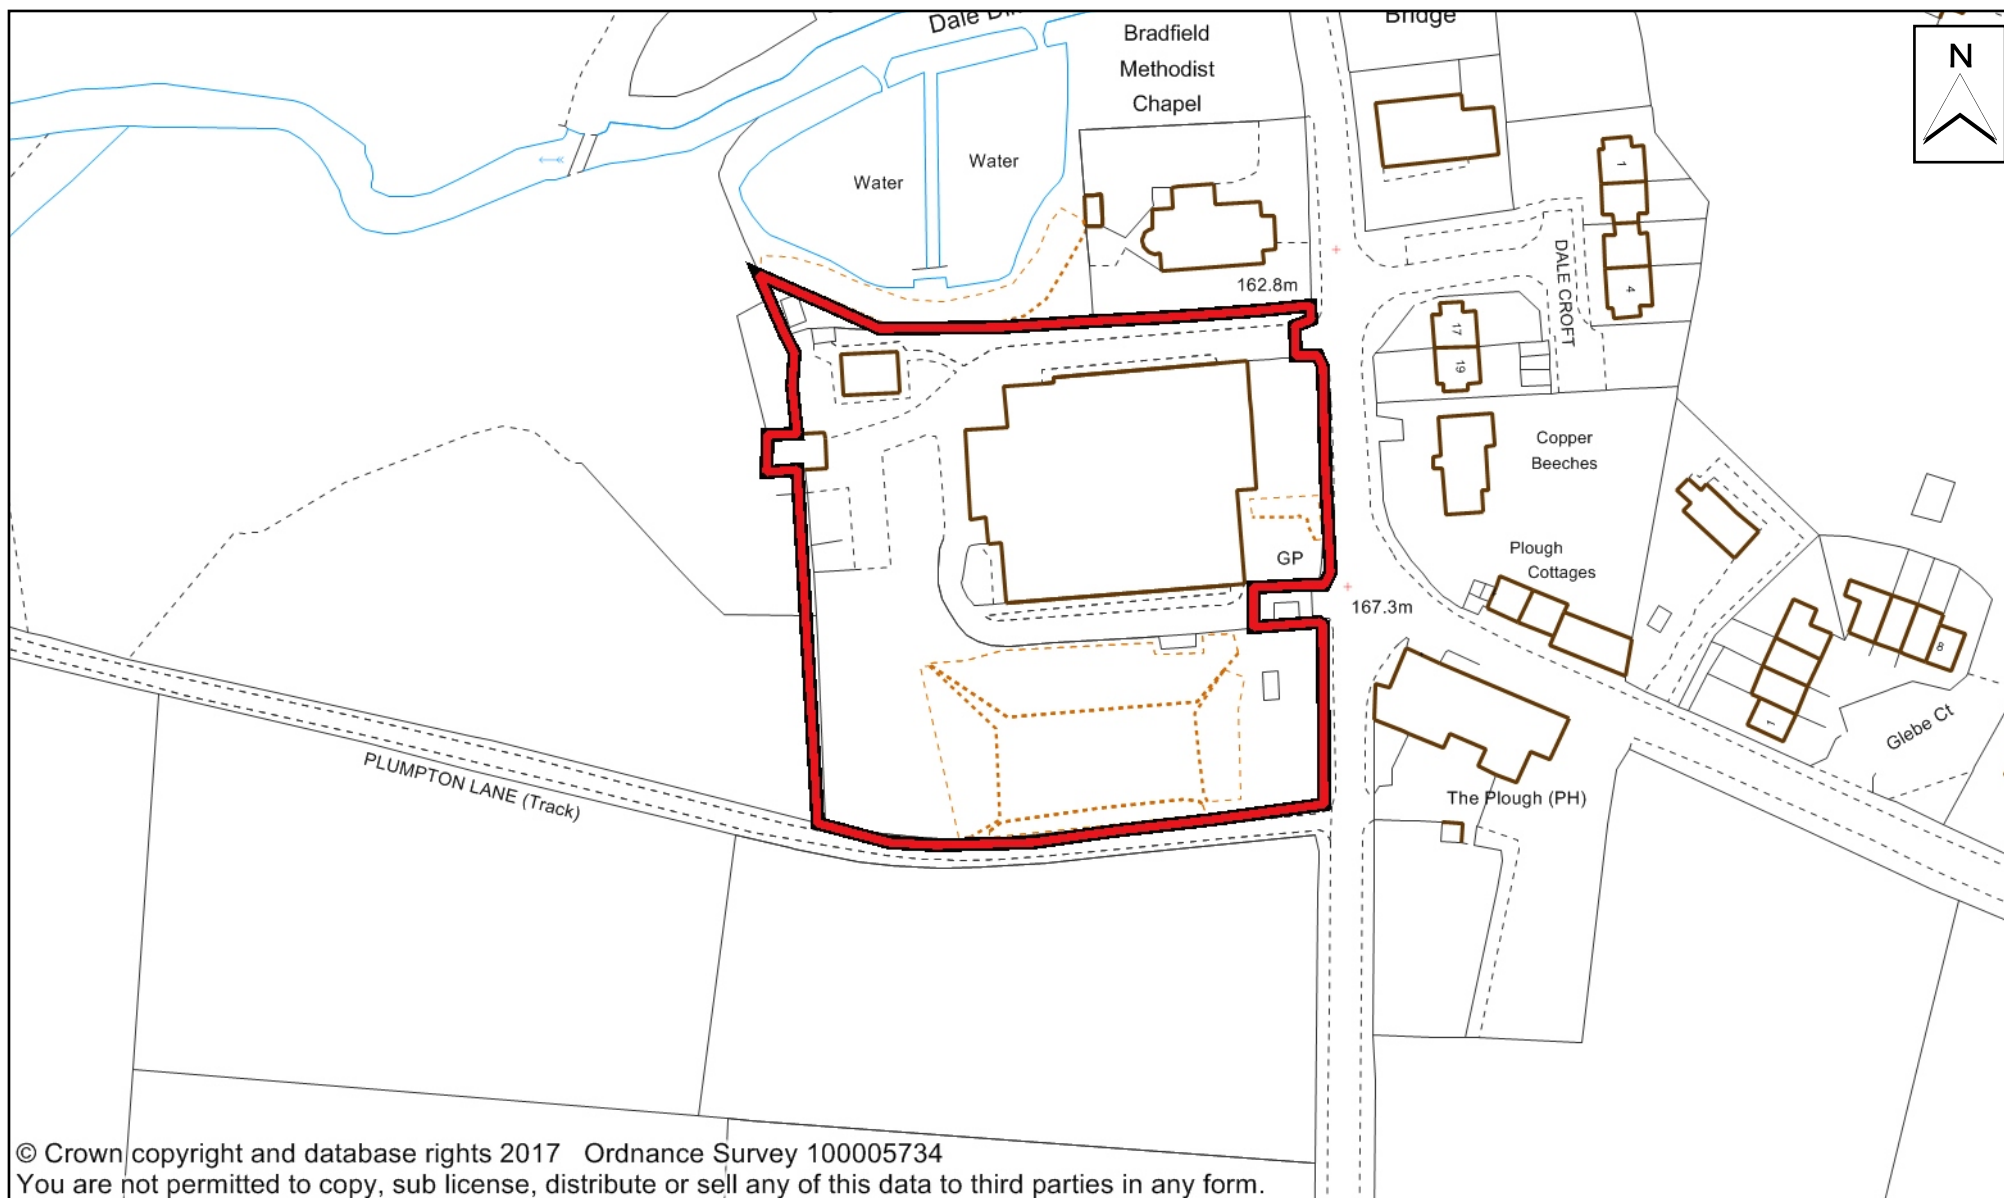 Dale
Bradfield
Methodist
Chapel
Bridge
N
Water
Water
1
4
DALE CROFT
162.8m
17
19
Copper
Beeches
Plough
Cottages
GP
167.3m
8
1
Glebe Ct
PLUMPTON LANE (Track)
The Plough (PH)
© Crown copyright and database rights 2017 Ordnance Survey 100005734
You are not permitted to copy, sub license, distribute or sell any of this data to third parties in any form.